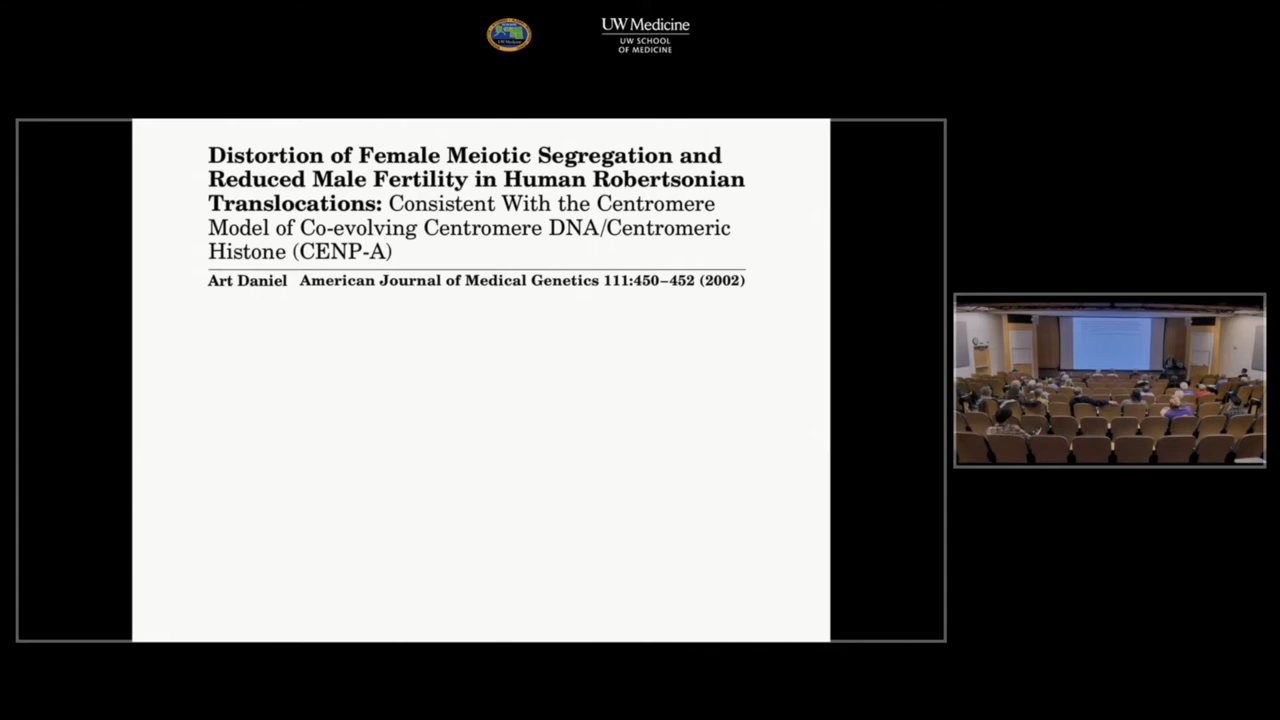 UW Medicine
UW SCHOOL
OF MEDICINE
Distortion of Female Meiotic Segregation and
Reduced Male Fertility in Human Robertsonian
Translocations: Consistent With the Centromere
Model of Co-evolving Centromere DNA/Centromeric
Histone (CENP-A)
Art Daniel American Journal of Medical Genetics 111:450–452 (2002)